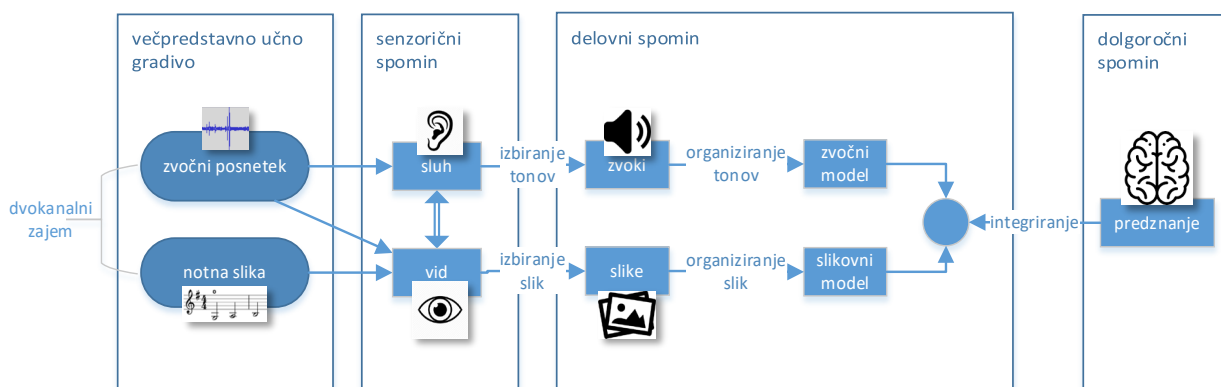 večpredstavno učno
gradivo
senzorični
spomin
delovni spomin
dolgoročni
spomin
dvokanalni
zajem
zvočni posnetek
notna slika
sluh
vid
izbiranje
tonov
izbiranje
slik
zvoki
slike
organiziranje
tonov
organiziranje
slik
zvočni
model
slikovni
model
integriranje
predznanje